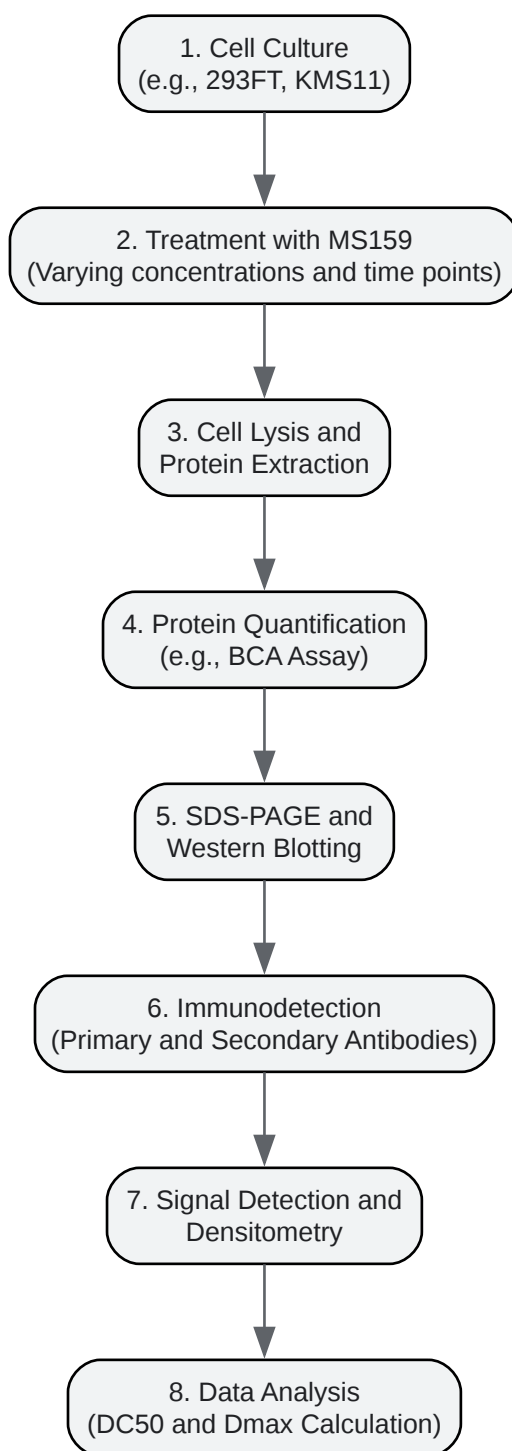 1. Cell Culture
(e.g., 293FT, KMS11)
2. Treatment with MS159
(Varying concentrations and time points)
3. Cell Lysis and
Protein Extraction
4. Protein Quantification
(e.g., BCA Assay)
5. SDS-PAGE and
Western Blotting
6. Immunodetection
(Primary and Secondary Antibodies)
7. Signal Detection and
Densitometry
8. Data Analysis
(DC50 and Dmax Calculation)